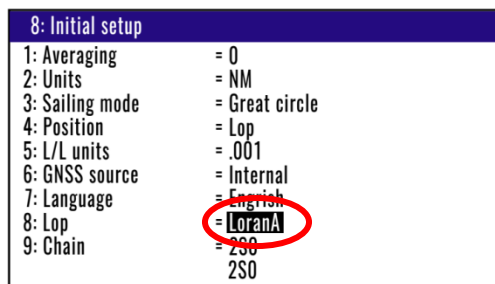 8: Initial setup
1: Averaging = 0
2: Units = NM
3: Sailing mode = Great circle
4: Position = Lop
5: L/L units = .001
6: GNSS source = Internal
7: Language = Engrish
8: Lop = LoranA
9: Chain = 2S0
2S0